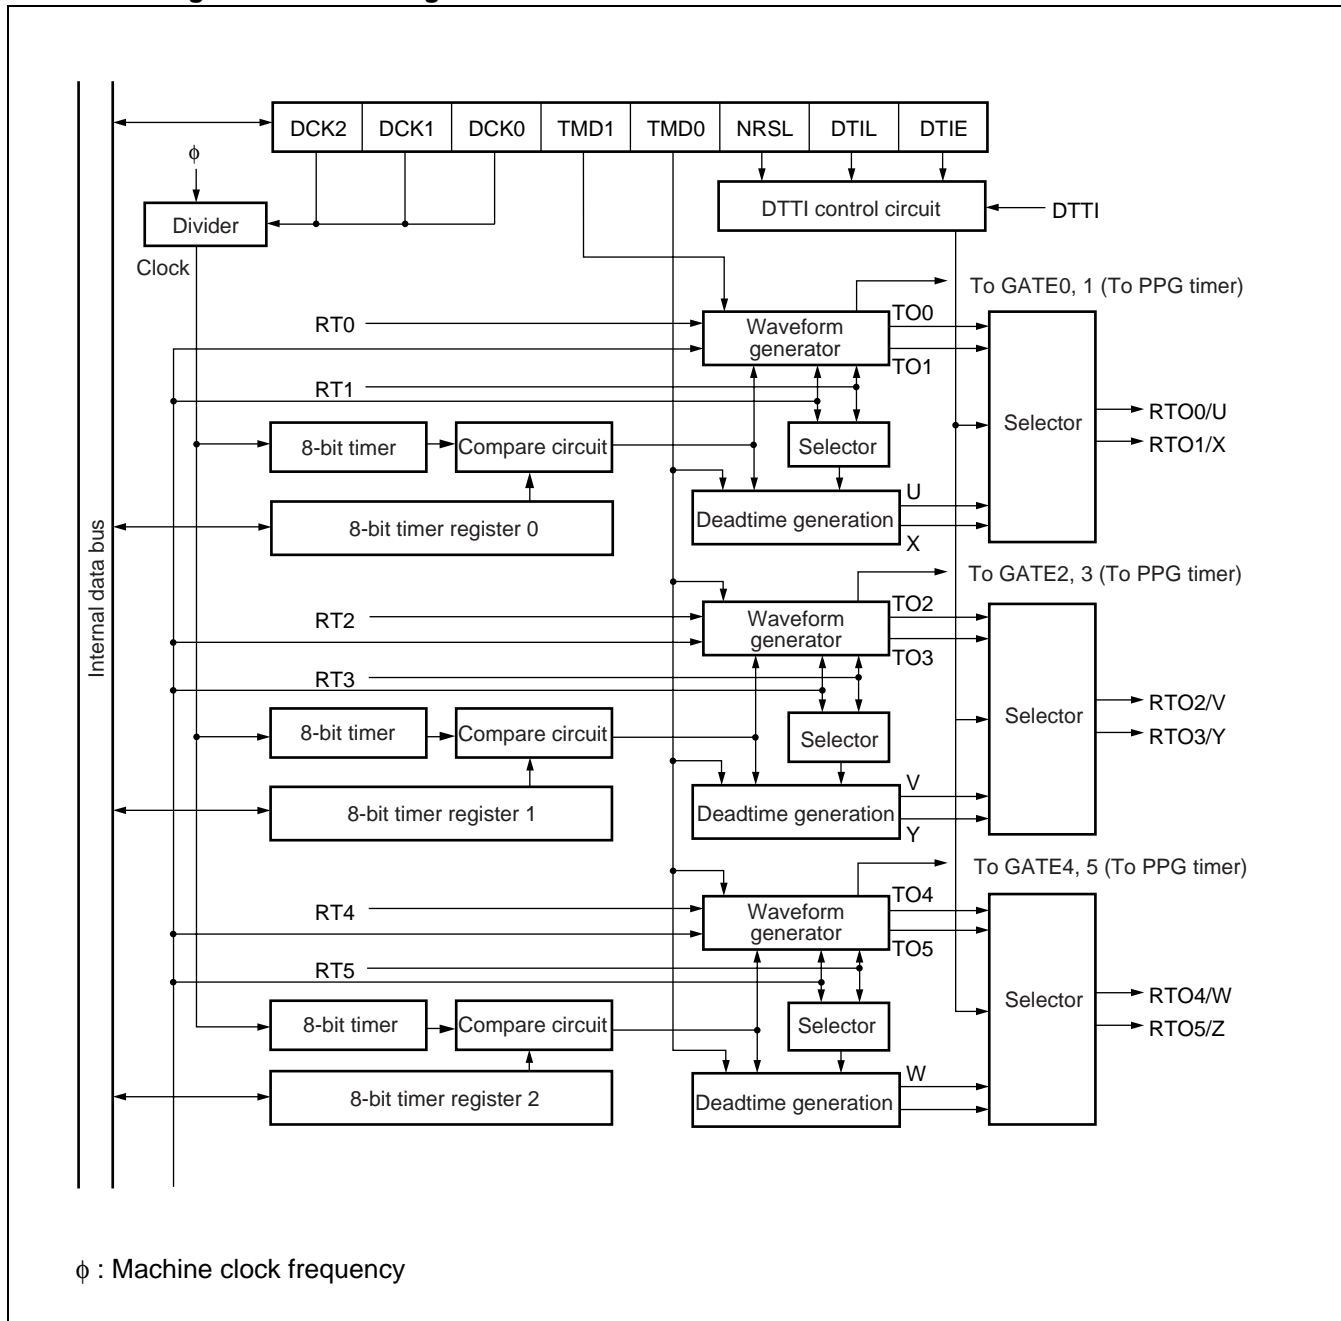 DCK2 DCK1 DCK0 TMD1 TMD0 NRSL DTIL DTIE
ϕ
Divider
DTTI control circuit
DTTI
Clock
To GATE0, 1 (To PPG timer)
RT0
Waveform
generator
TO0
TO1
RT1
Selector
RTO0/U
RTO1/X
8-bit timer
Compare circuit
Selector
8-bit timer register 0
Deadtime generation
U
X
Internal data bus
To GATE2, 3 (To PPG timer)
RT2
Waveform
generator
TO2
TO3
RT3
Selector
RTO2/V
RTO3/Y
8-bit timer
Compare circuit
Selector
8-bit timer register 1
Deadtime generation
V
Y
To GATE4, 5 (To PPG timer)
RT4
Waveform
generator
TO4
TO5
RT5
Selector
RTO4/W
RTO5/Z
8-bit timer
Compare circuit
Selector
8-bit timer register 2
Deadtime generation
W
ϕ : Machine clock frequency